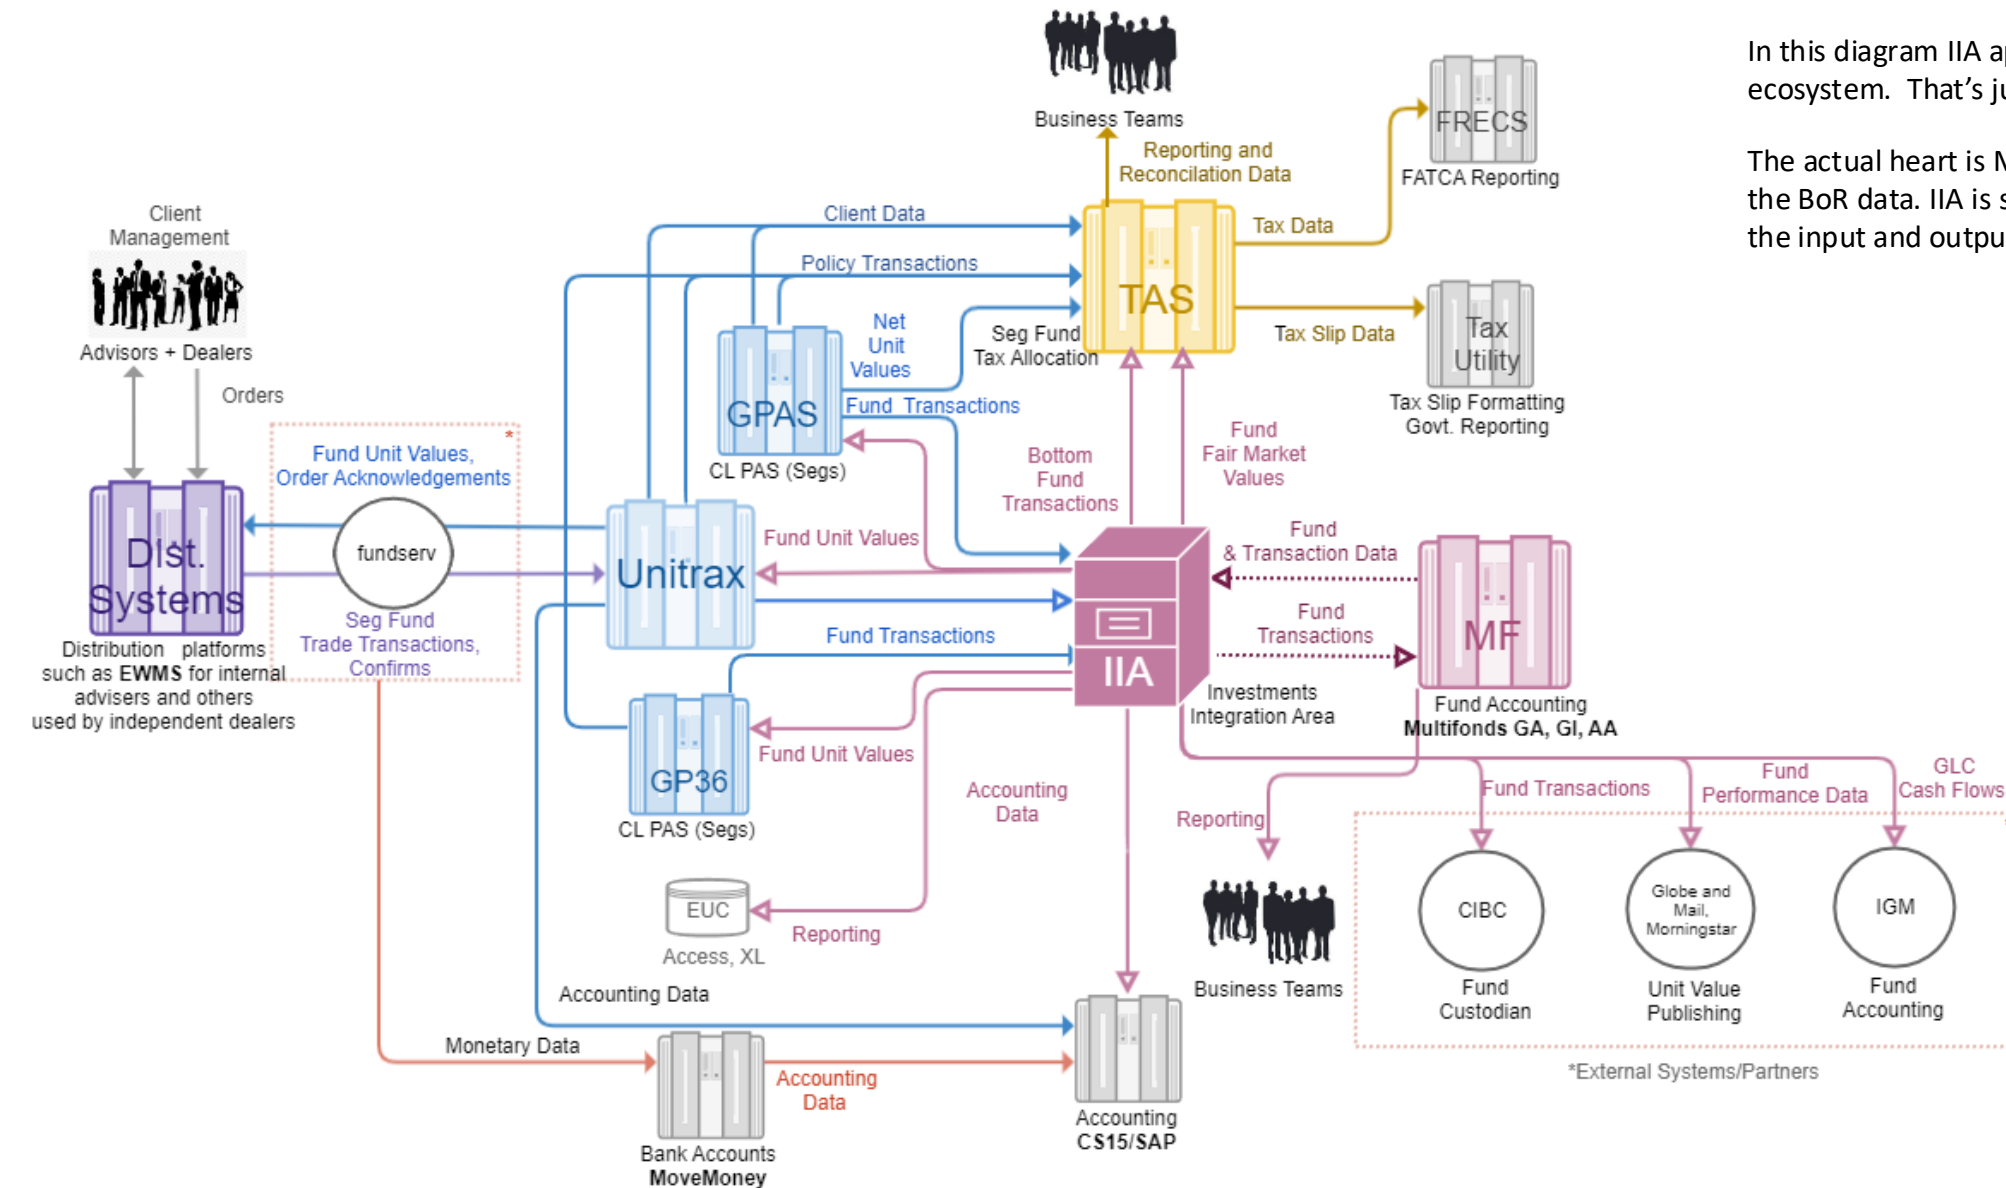 In this diagram IIA
ecosystem. That's
The actual heart is
the BoR data. IIA is
the input and
Business Teams
Reporting and
Reconcilation Data
FRECS
FATCA Reporting
Client
Management
Advisors + Dealers
Orders
Client Data
Policy Transactions
Tax Data
TAS
Net
Unit
Values
Seg Fund
Tax Allocation
Tax Slip Data
Tax
Utility
Tax Slip Formatting
Govt. Reporting
GPAS
CL PAS (Segs)
Fund Transactions
*
Fund Unit Values,
Order Acknowledgements
fundserv
Seg Fund
Trade Transactions,
Confirms
Dist.
Systems
Distribution platforms
such as EWMS for internal
advisers and others
used by independent dealers
Bottom
Fund
Transactions
Fund
Fair Market
Values
Unitrax
Fund Unit Values
Fund
& Transaction Data
Fund
Transactions
MF
Fund Accounting
Multifonds GA, GI, AA
Fund Transactions
IIA
Investments
Integration Area
GP36
CL PAS (Segs)
Fund Unit Values
Accounting
Data
Reporting
Fund Transactions
Fund
Performance Data
GLC
Cash Flows
EUC
Access, XL
Reporting
Business Teams
CIBC
Fund
Custodian
Globe and
Mail,
Morningstar
Unit Value
Publishing
IGM
Fund
Accounting
*External Systems/Partners
Accounting Data
Monetary Data
Accounting
Data
Bank Accounts
MoveMoney
Accounting
CS15/SAP